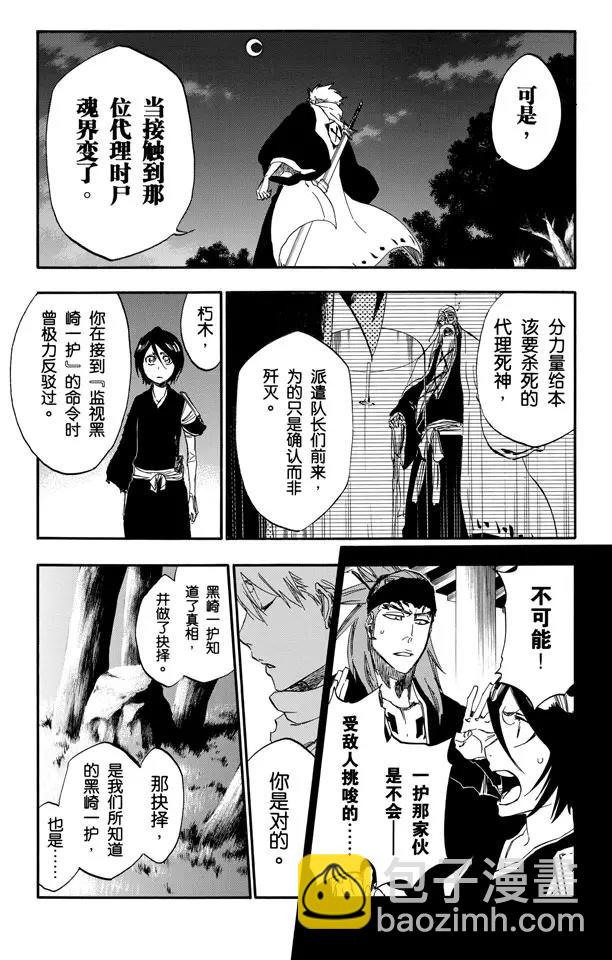 可是，
当接触到那
位代理时尸
魂界变了。
分力量给本
该要杀死的
代理死神，
派遣队长们前来，
为的只是确认而非
歼灭。
朽木，
你在接到『监视黑
崎一护』的命令时
曾极力反驳过。
不可能！
一护那家伙
是不会——
受敌人挑唆的……
你是对的。
黑崎一护知
道了真相，
并做了抉择。
那抉择，
是我们所知道
的黑崎一护，
也是……
包子漫畫
baozimh.com